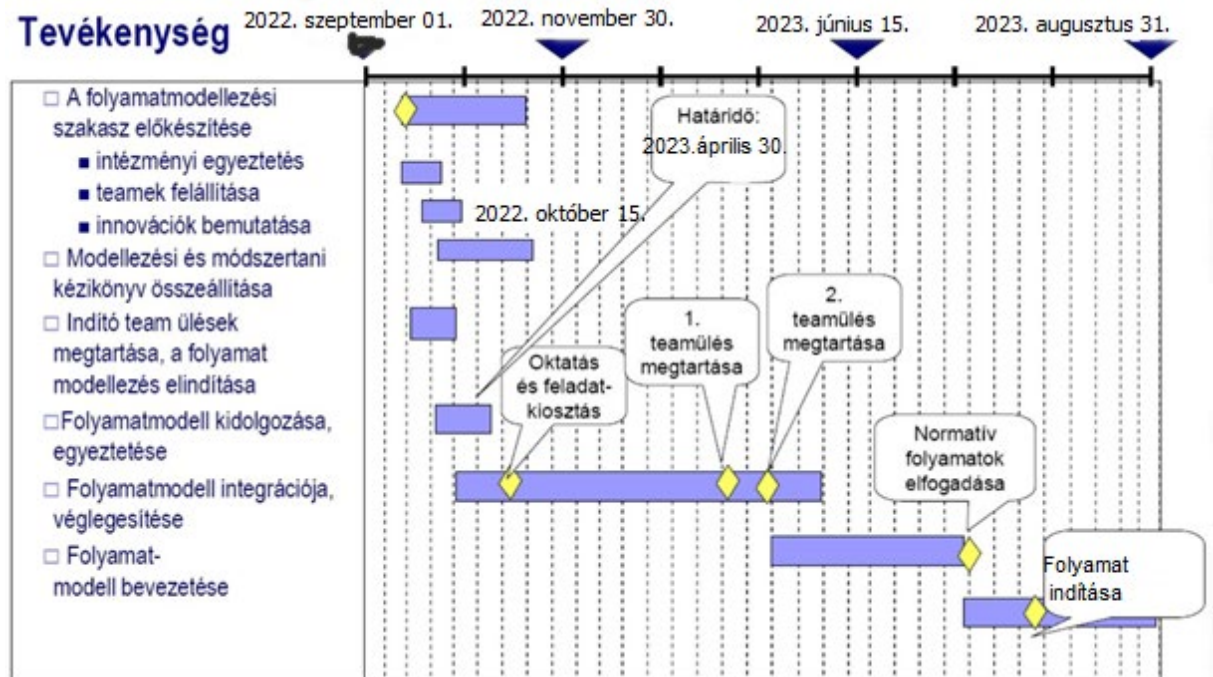 Tevékenység
2022. szeptember 01.
2022. november 30.
2023. június 15.
2023. augusztus 31.
□ A folyamatmodellezési
szakasz előkészítése
■ intézményi egyeztetés
■ teamek felállítása
■ innovációk bemutatása
□ Modellezési és módszertani
kézikönyv összeállítása
□ Indító team ülések
megtartása, a folyamat
modellezés elindítása
□Folyamatmodell kidolgozása,
egyeztetése
□ Folyamatmodell integrációja,
véglegesítése
□ Folyamat-
modell bevezetése
Határidő:
2023.április 30.
2022. október 15.
Oktatás
és feladat-
kiosztás
1.
teamülés
megtartása
2.
teamülés
megtartása
Normatív
folyamatok
elfogadása
Folyamat
indítása